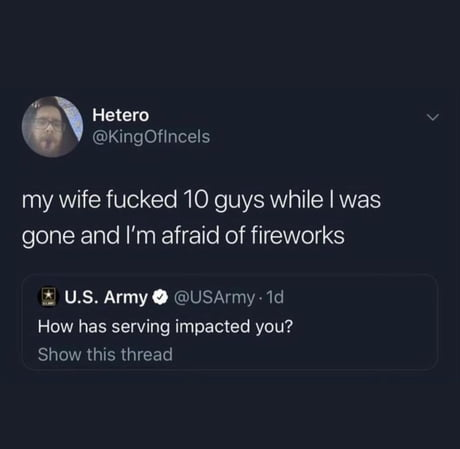 Hetero
@KingOfIncels
my wife fucked 10 guys while I was
gone and I'm afraid of fireworks
U.S. Army @USArmy · 1d
How has serving impacted you?
Show this thread